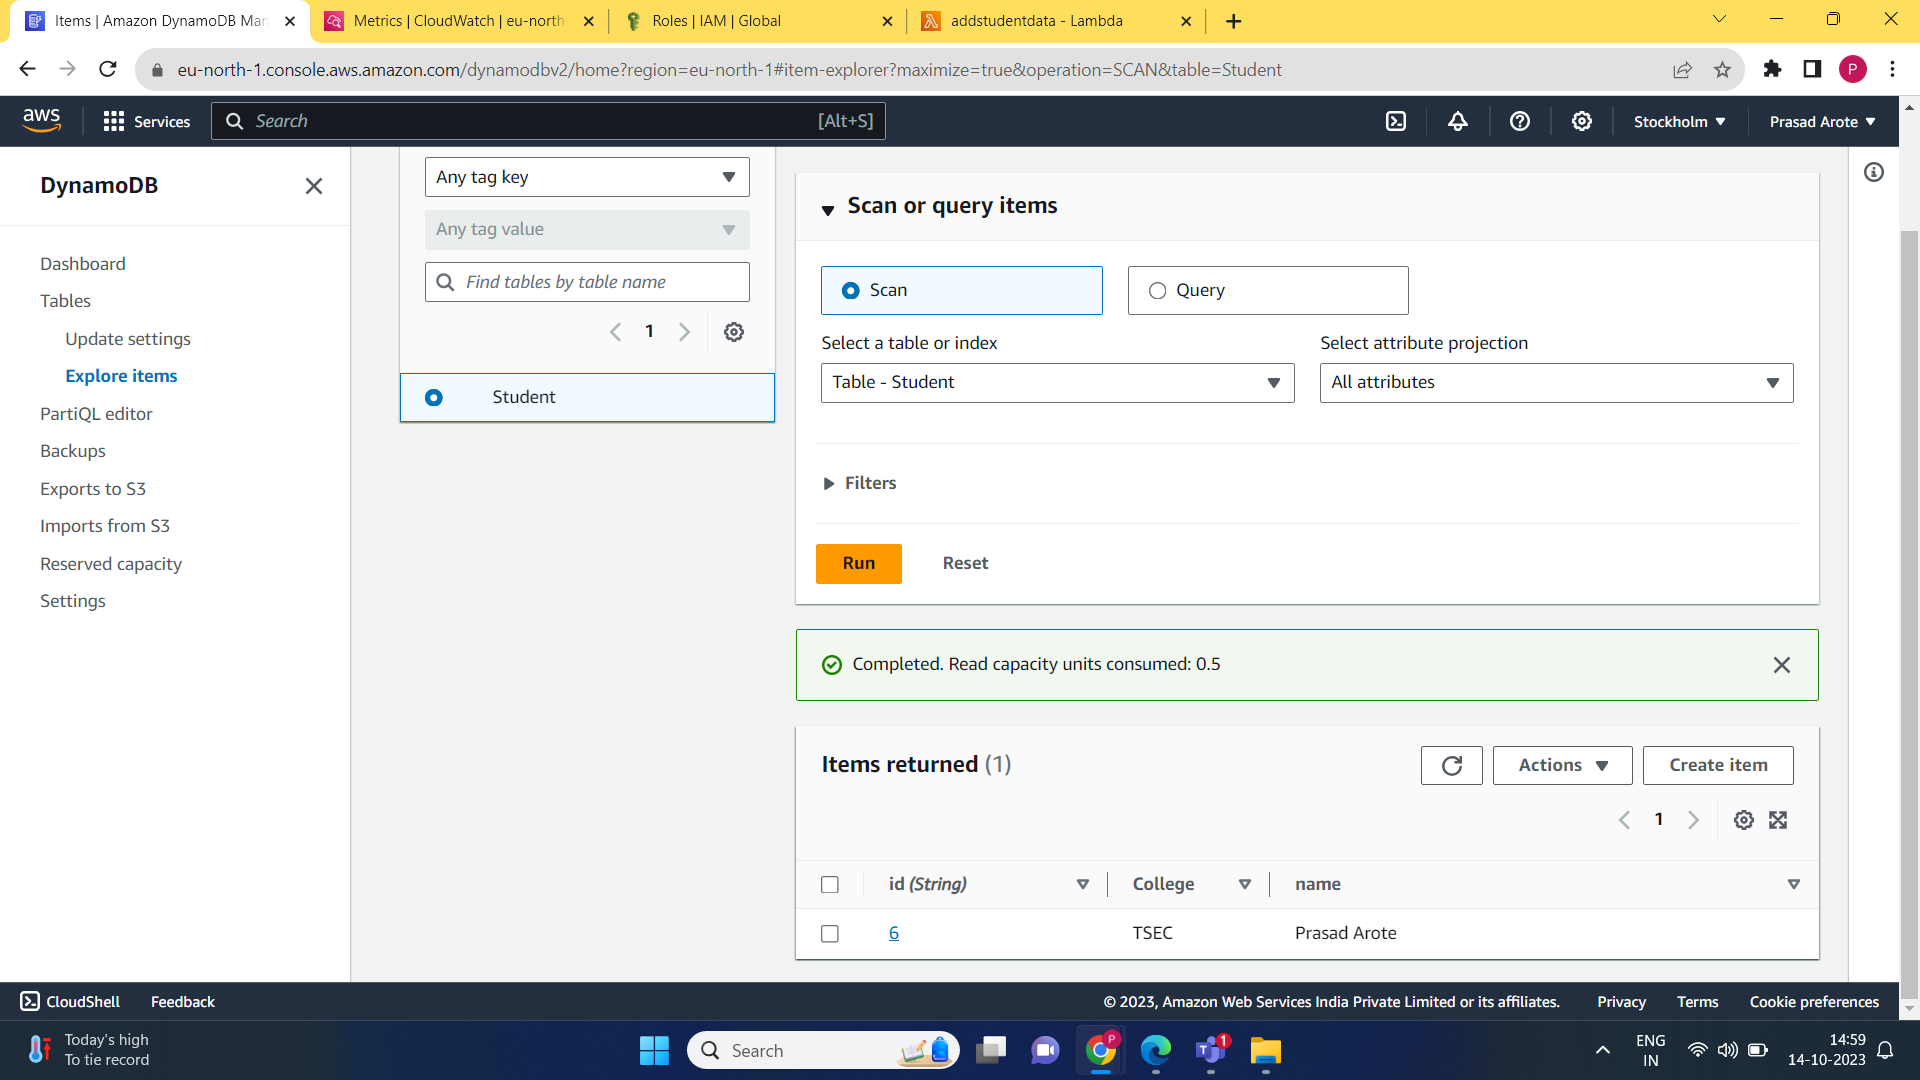 Items | Amazon DynamoDB Man
Metrics | CloudWatch | eu-north
Roles | IAM | Global
addstudentdata - Lambda
eu-north-1.console.aws.amazon.com/dynamodbv2/home?region=eu-north-1#item-explorer?maximize=true&operation=SCAN&table=Student
P
aws
Services
Search
[Alt+S]
Stockholm
Prasad Arote
DynamoDB
Dashboard
Tables
Update settings
Explore items
PartiQL editor
Backups
Exports to S3
Imports from S3
Reserved capacity
Settings
Any tag key
Any tag value
Find tables by table name
1
Student
Scan or query items
Scan
Query
Select a table or index
Select attribute projection
Table - Student
All attributes
Filters
Run
Reset
Completed. Read capacity units consumed: 0.5
Items returned (1)
Actions
Create item
1
id (String)
College
name
6
TSEC
Prasad Arote
CloudShell
Feedback
© 2023, Amazon Web Services India Private Limited or its affiliates.
Privacy
Terms
Cookie preferences
Today's high
To tie record
Search
P
1
ENG
IN
14:59
14-10-2023